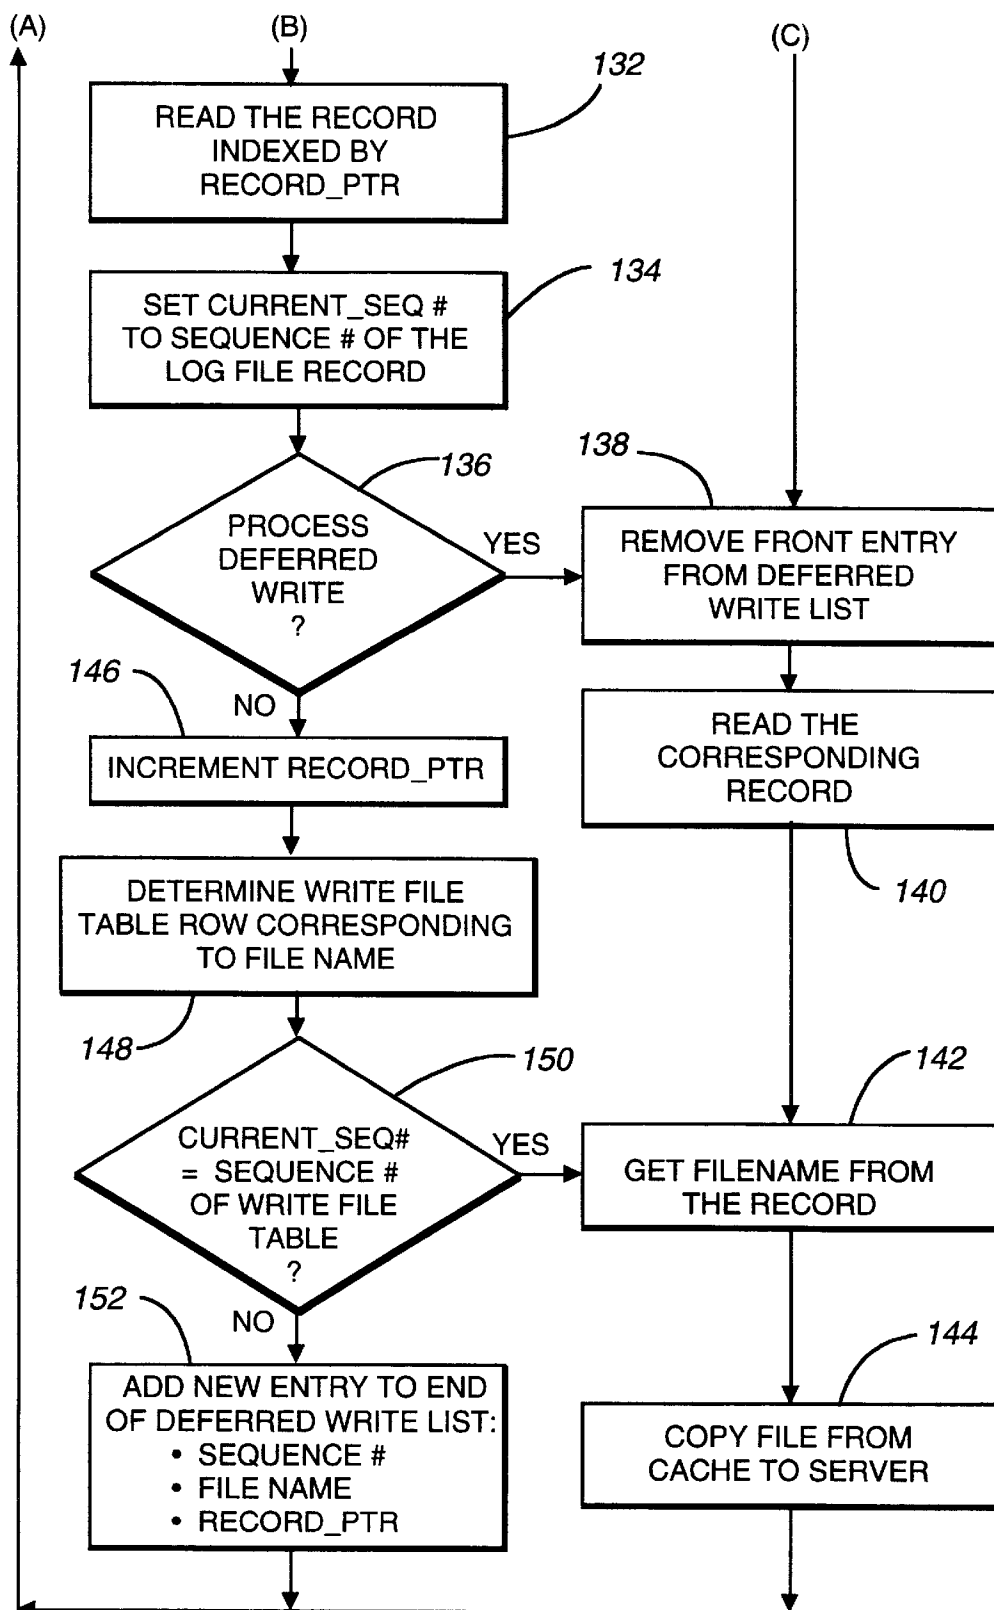 (A)
(B)
(C)
132
READ THE RECORD
INDEXED BY
RECORD_PTR
134
SET CURRENT_SEQ #
TO SEQUENCE # OF THE
LOG FILE RECORD
136
PROCESS
DEFERRED
WRITE
?
YES
NO
138
REMOVE FRONT ENTRY
FROM DEFERRED
WRITE LIST
146
INCREMENT RECORD_PTR
READ THE
CORRESPONDING
RECORD
140
DETERMINE WRITE FILE
TABLE ROW CORRESPONDING
TO FILE NAME
148
150
CURRENT_SEQ#
= SEQUENCE #
OF WRITE FILE
TABLE
?
YES
NO
142
GET FILENAME FROM
THE RECORD
152
ADD NEW ENTRY TO END
OF DEFERRED WRITE LIST:
• SEQUENCE #
• FILE NAME
• RECORD_PTR
144
COPY FILE FROM
CACHE TO SERVER